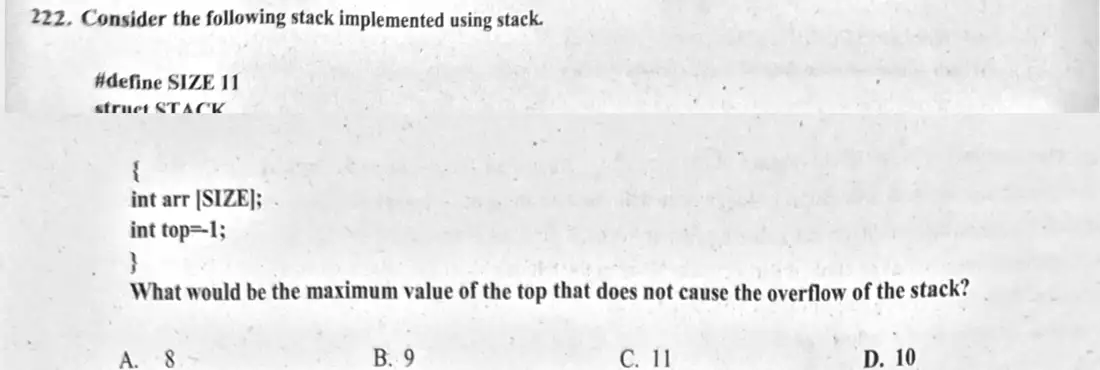 222. Consider the following stack implemented using stack.
#define SIZE 11
struct STACK
{
int arr [SIZE];
int top=-1;
}
What would be the maximum value of the top that does not cause the overflow of the stack?
A. 8 B. 9 C. 11 D. 10